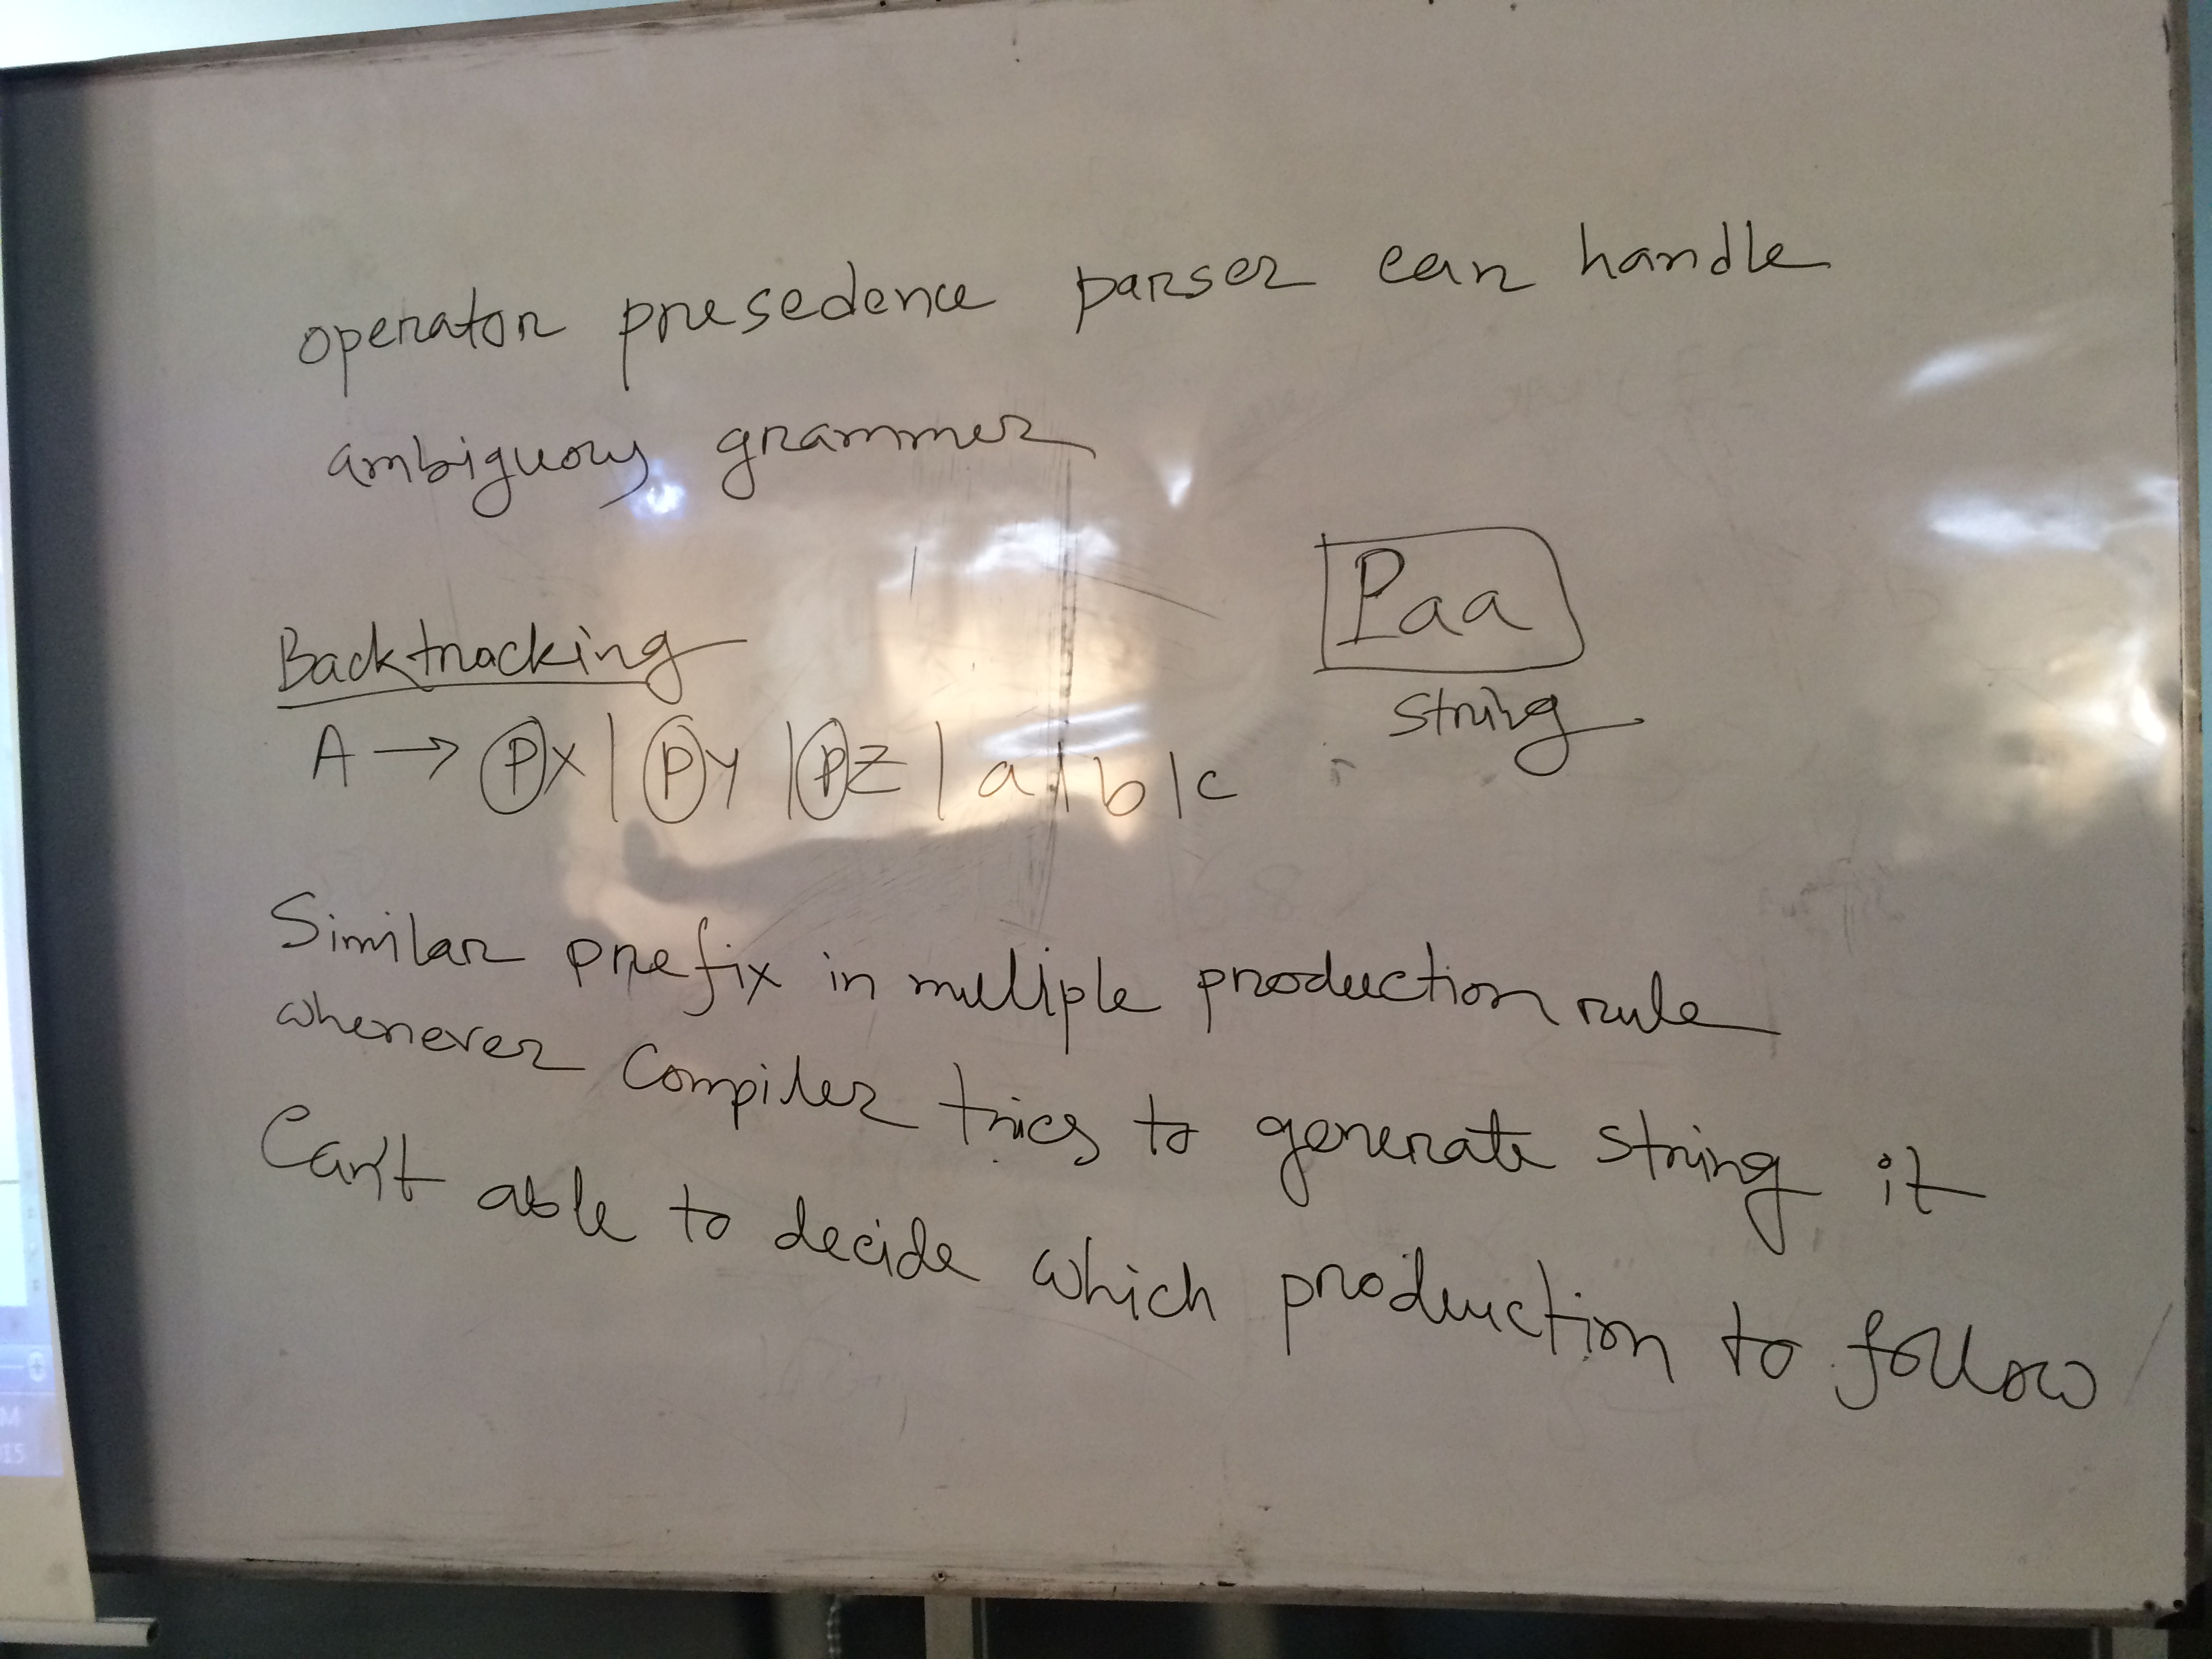 operator presedence parser can handle
ambiguous grammer
Paa
string
Backtracking
A → Px | Py | Pz | a | b | c
Similar prefix in multiple production rule
whenever Compiler tries to generate string it
Can't able to decide which production to follow
M
15